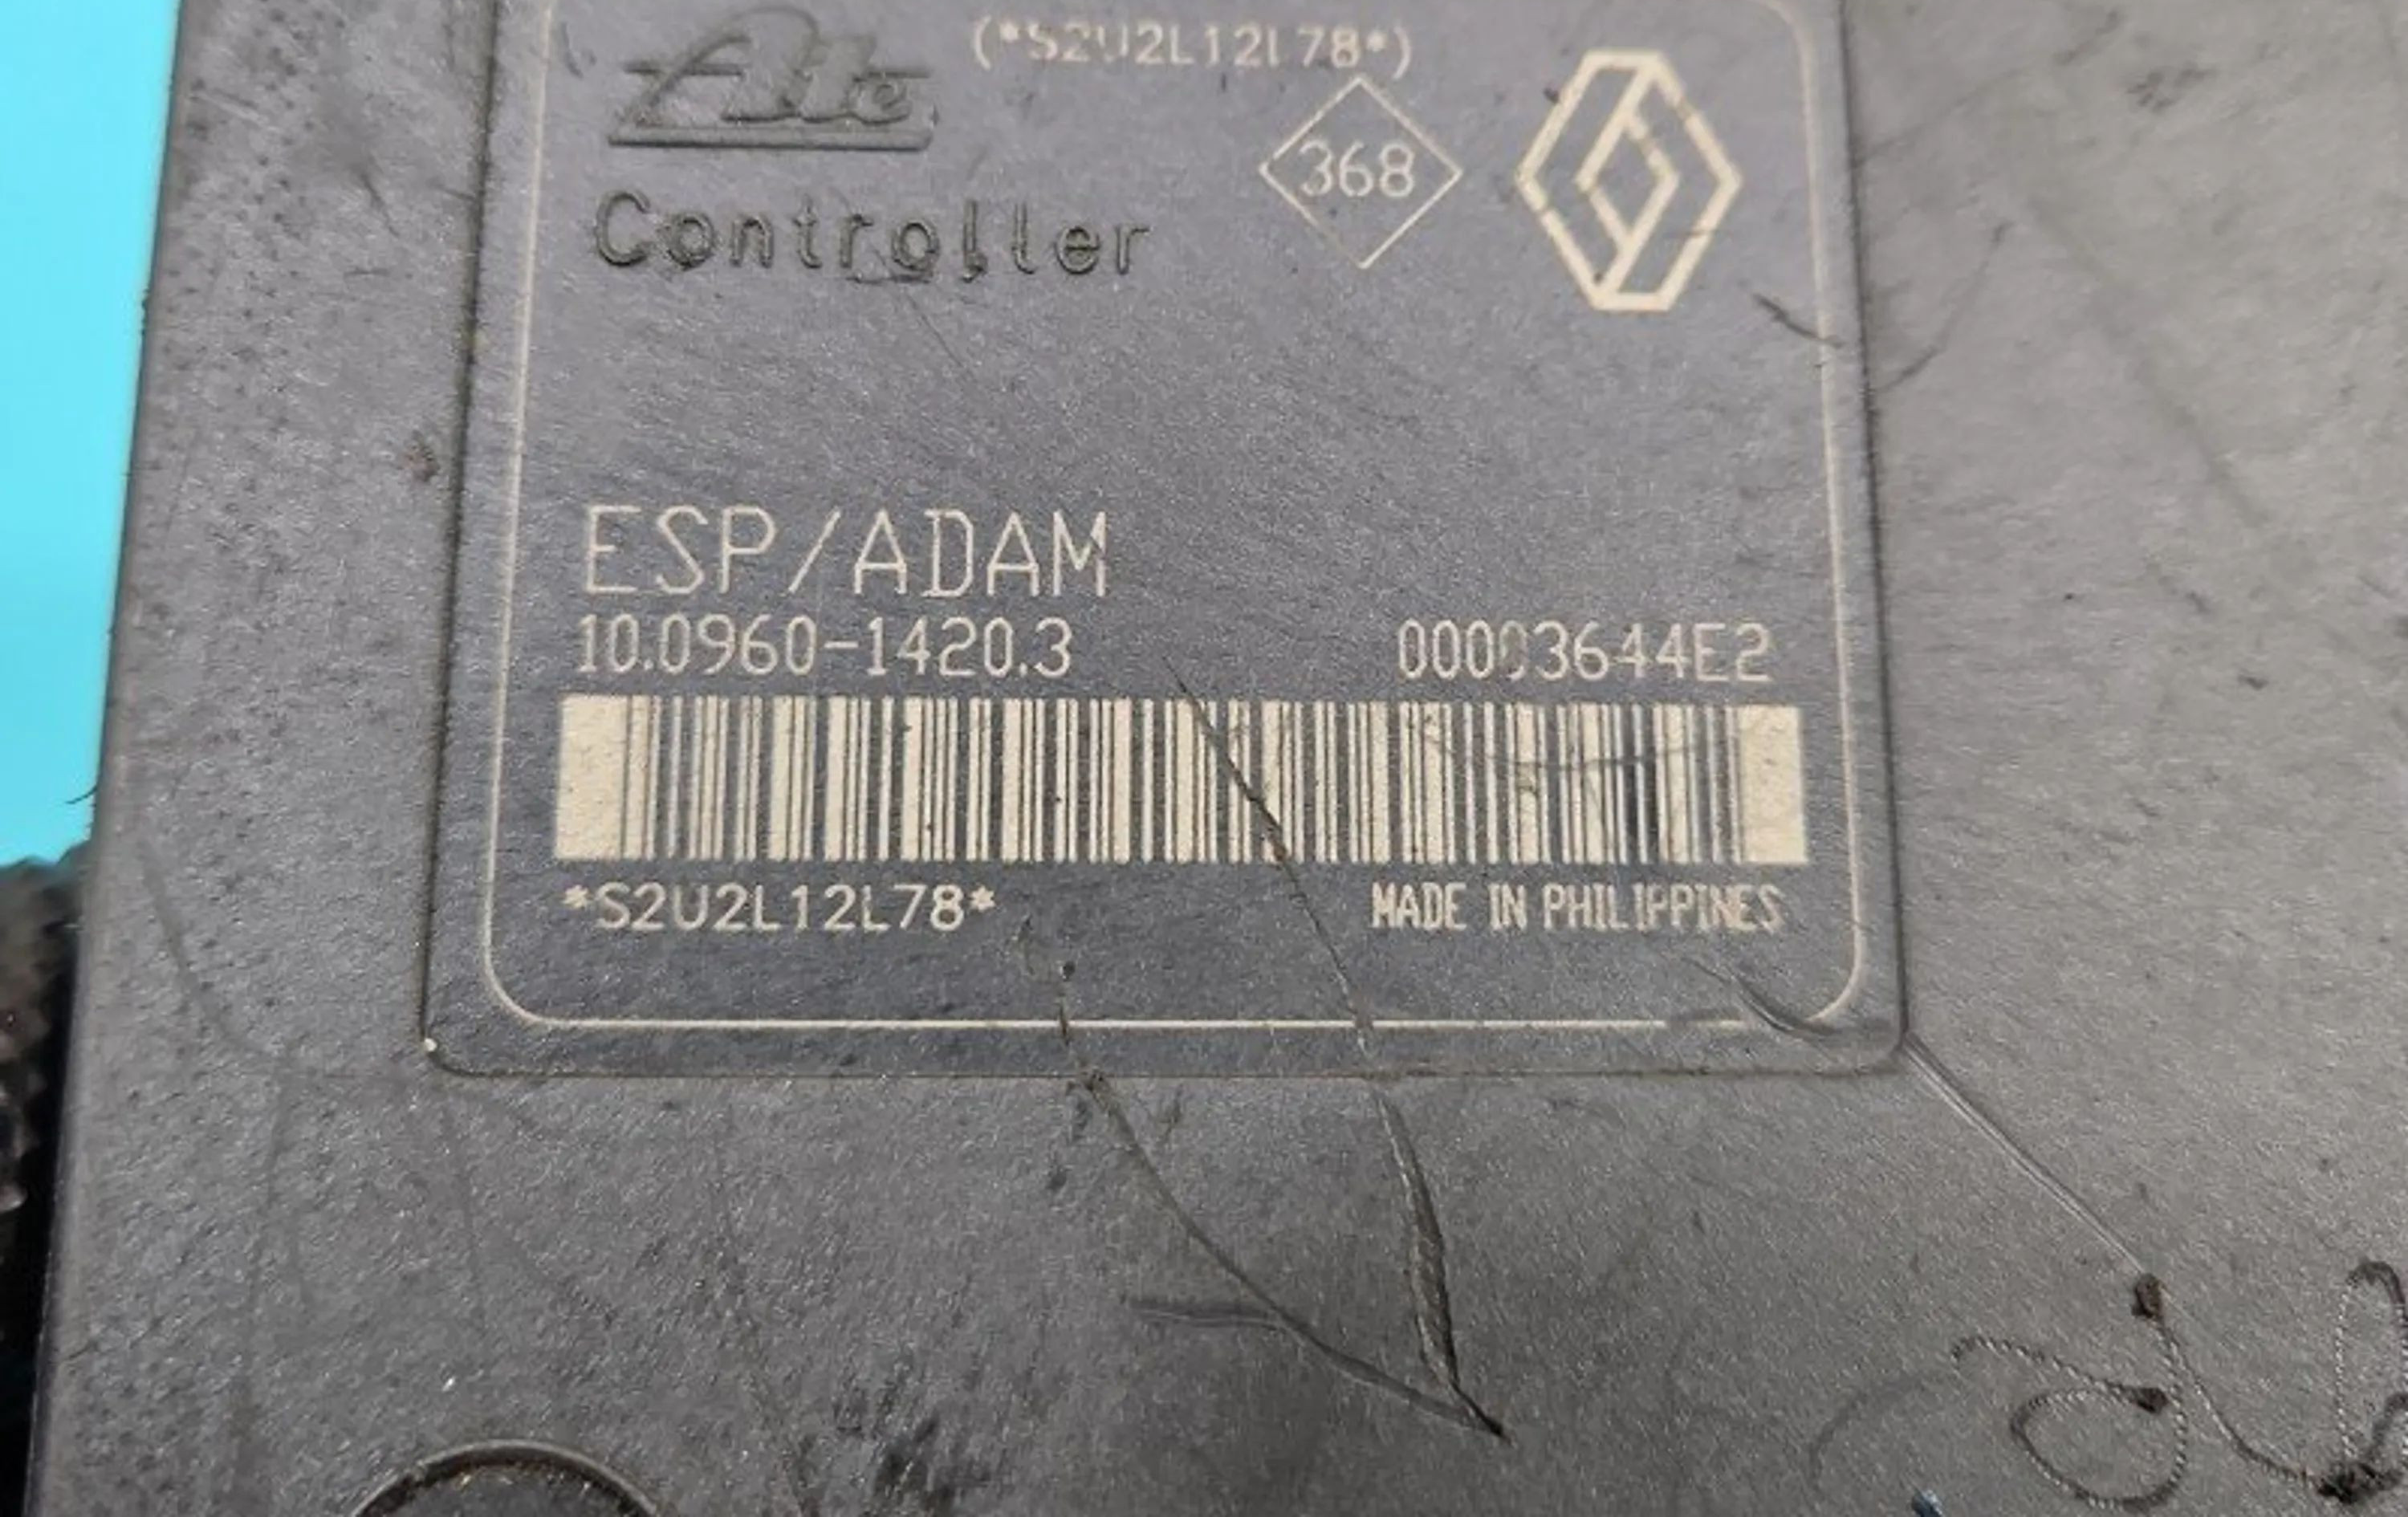 (*S2U2L12L78*)
Ate
368
Controller
ESP/ADAM
10.0960-1420.3 00003644E2
*S2U2L12L78* MADE IN PHILIPPINES